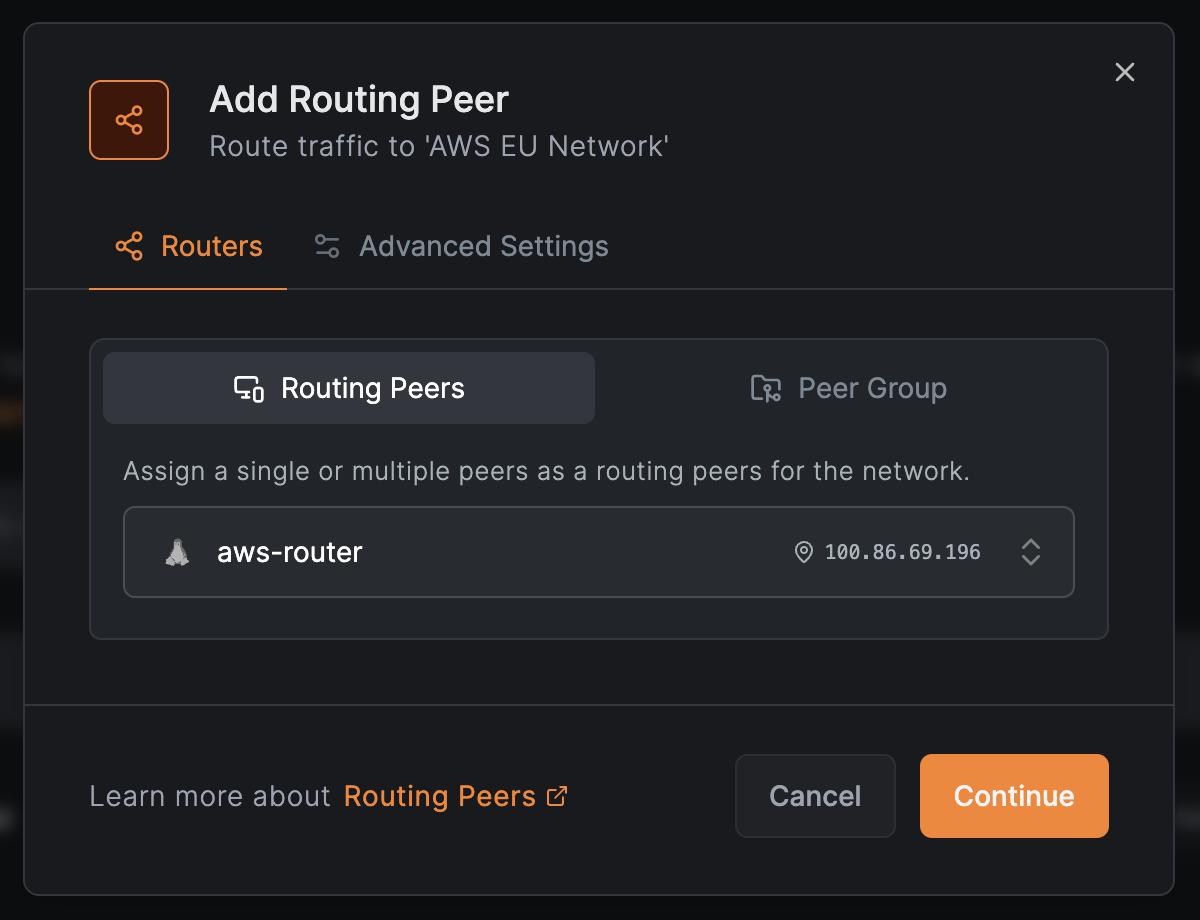 Add Routing Peer
Route traffic to 'AWS EU Network'
Routers
Advanced Settings
Routing Peers
Peer Group
Assign a single or multiple peers as a routing peers for the network.
aws-router
100.86.69.196
Learn more about Routing Peers
Cancel
Continue